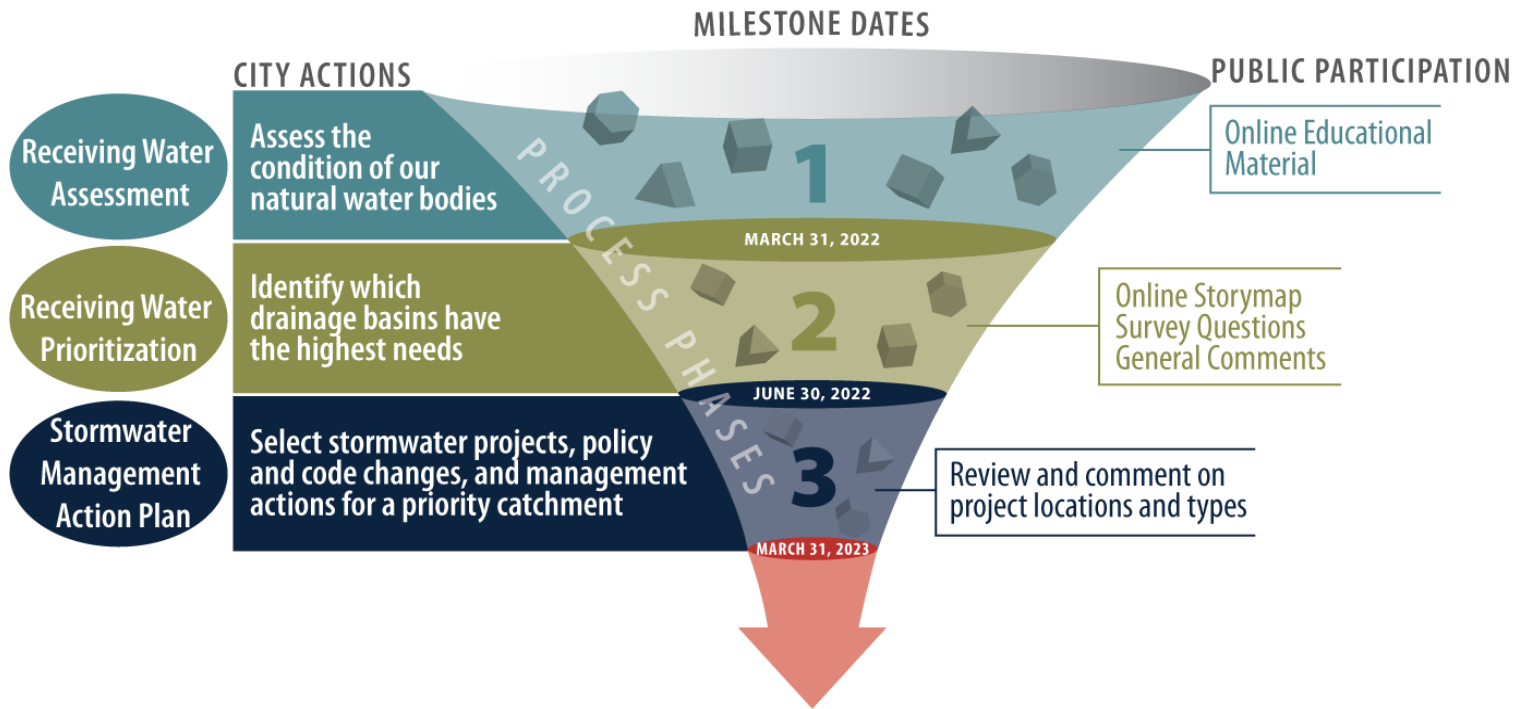 MILESTONE DATES
CITY ACTIONS
PUBLIC PARTICIPATION
PROCESS PHASES
Receiving Water
Assessment
Assess the
condition of our
natural water bodies
1
MARCH 31, 2022
Online Educational
Material
Receiving Water
Prioritization
Identify which
drainage basins have
the highest needs
2
JUNE 30, 2022
Online Storymap
Survey Questions
General Comments
Stormwater
Management
Action Plan
Select stormwater projects, policy
and code changes, and management
actions for a priority catchment
3
MARCH 31, 2023
Review and comment on
project locations and types